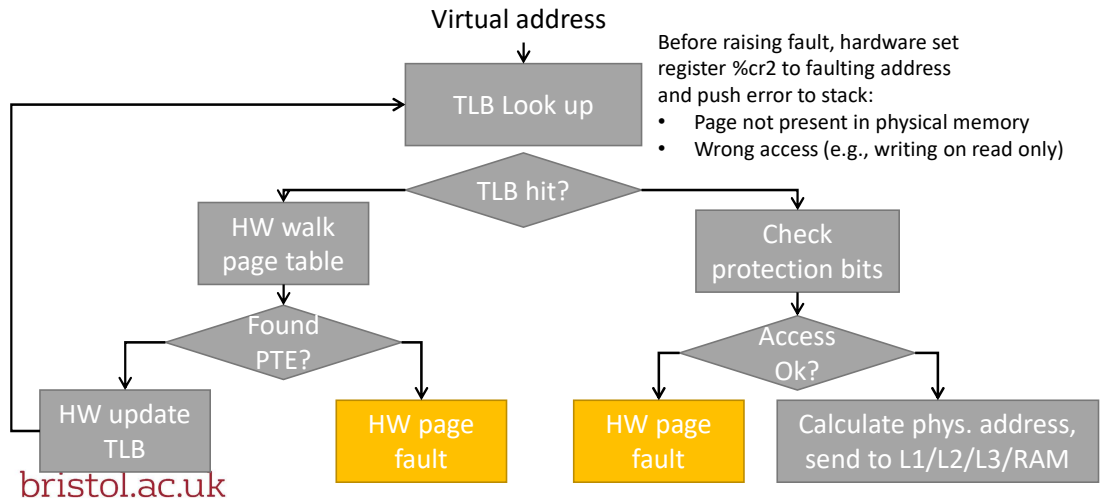 Virtual address
Before raising fault, hardware set
register %cr2 to faulting address
and push error to stack:
• Page not present in physical memory
• Wrong access (e.g., writing on read only)
TLB Look up
TLB hit?
HW walk
page table
Check
protection bits
Found
PTE?
Access
Ok?
HW update
TLB
HW page
fault
HW page
fault
Calculate phys. address,
send to L1/L2/L3/RAM
bristol.ac.uk